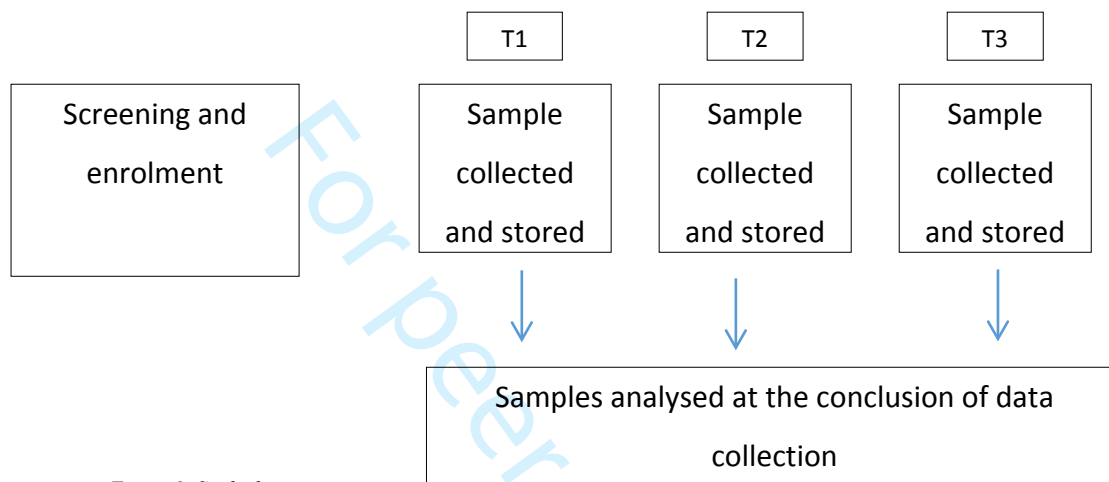 T1
T2
T3
Screening and
enrolment
Sample
collected
and stored
Sample
collected
and stored
Sample
collected
and stored
Samples analysed at the conclusion of data
collection
For peer